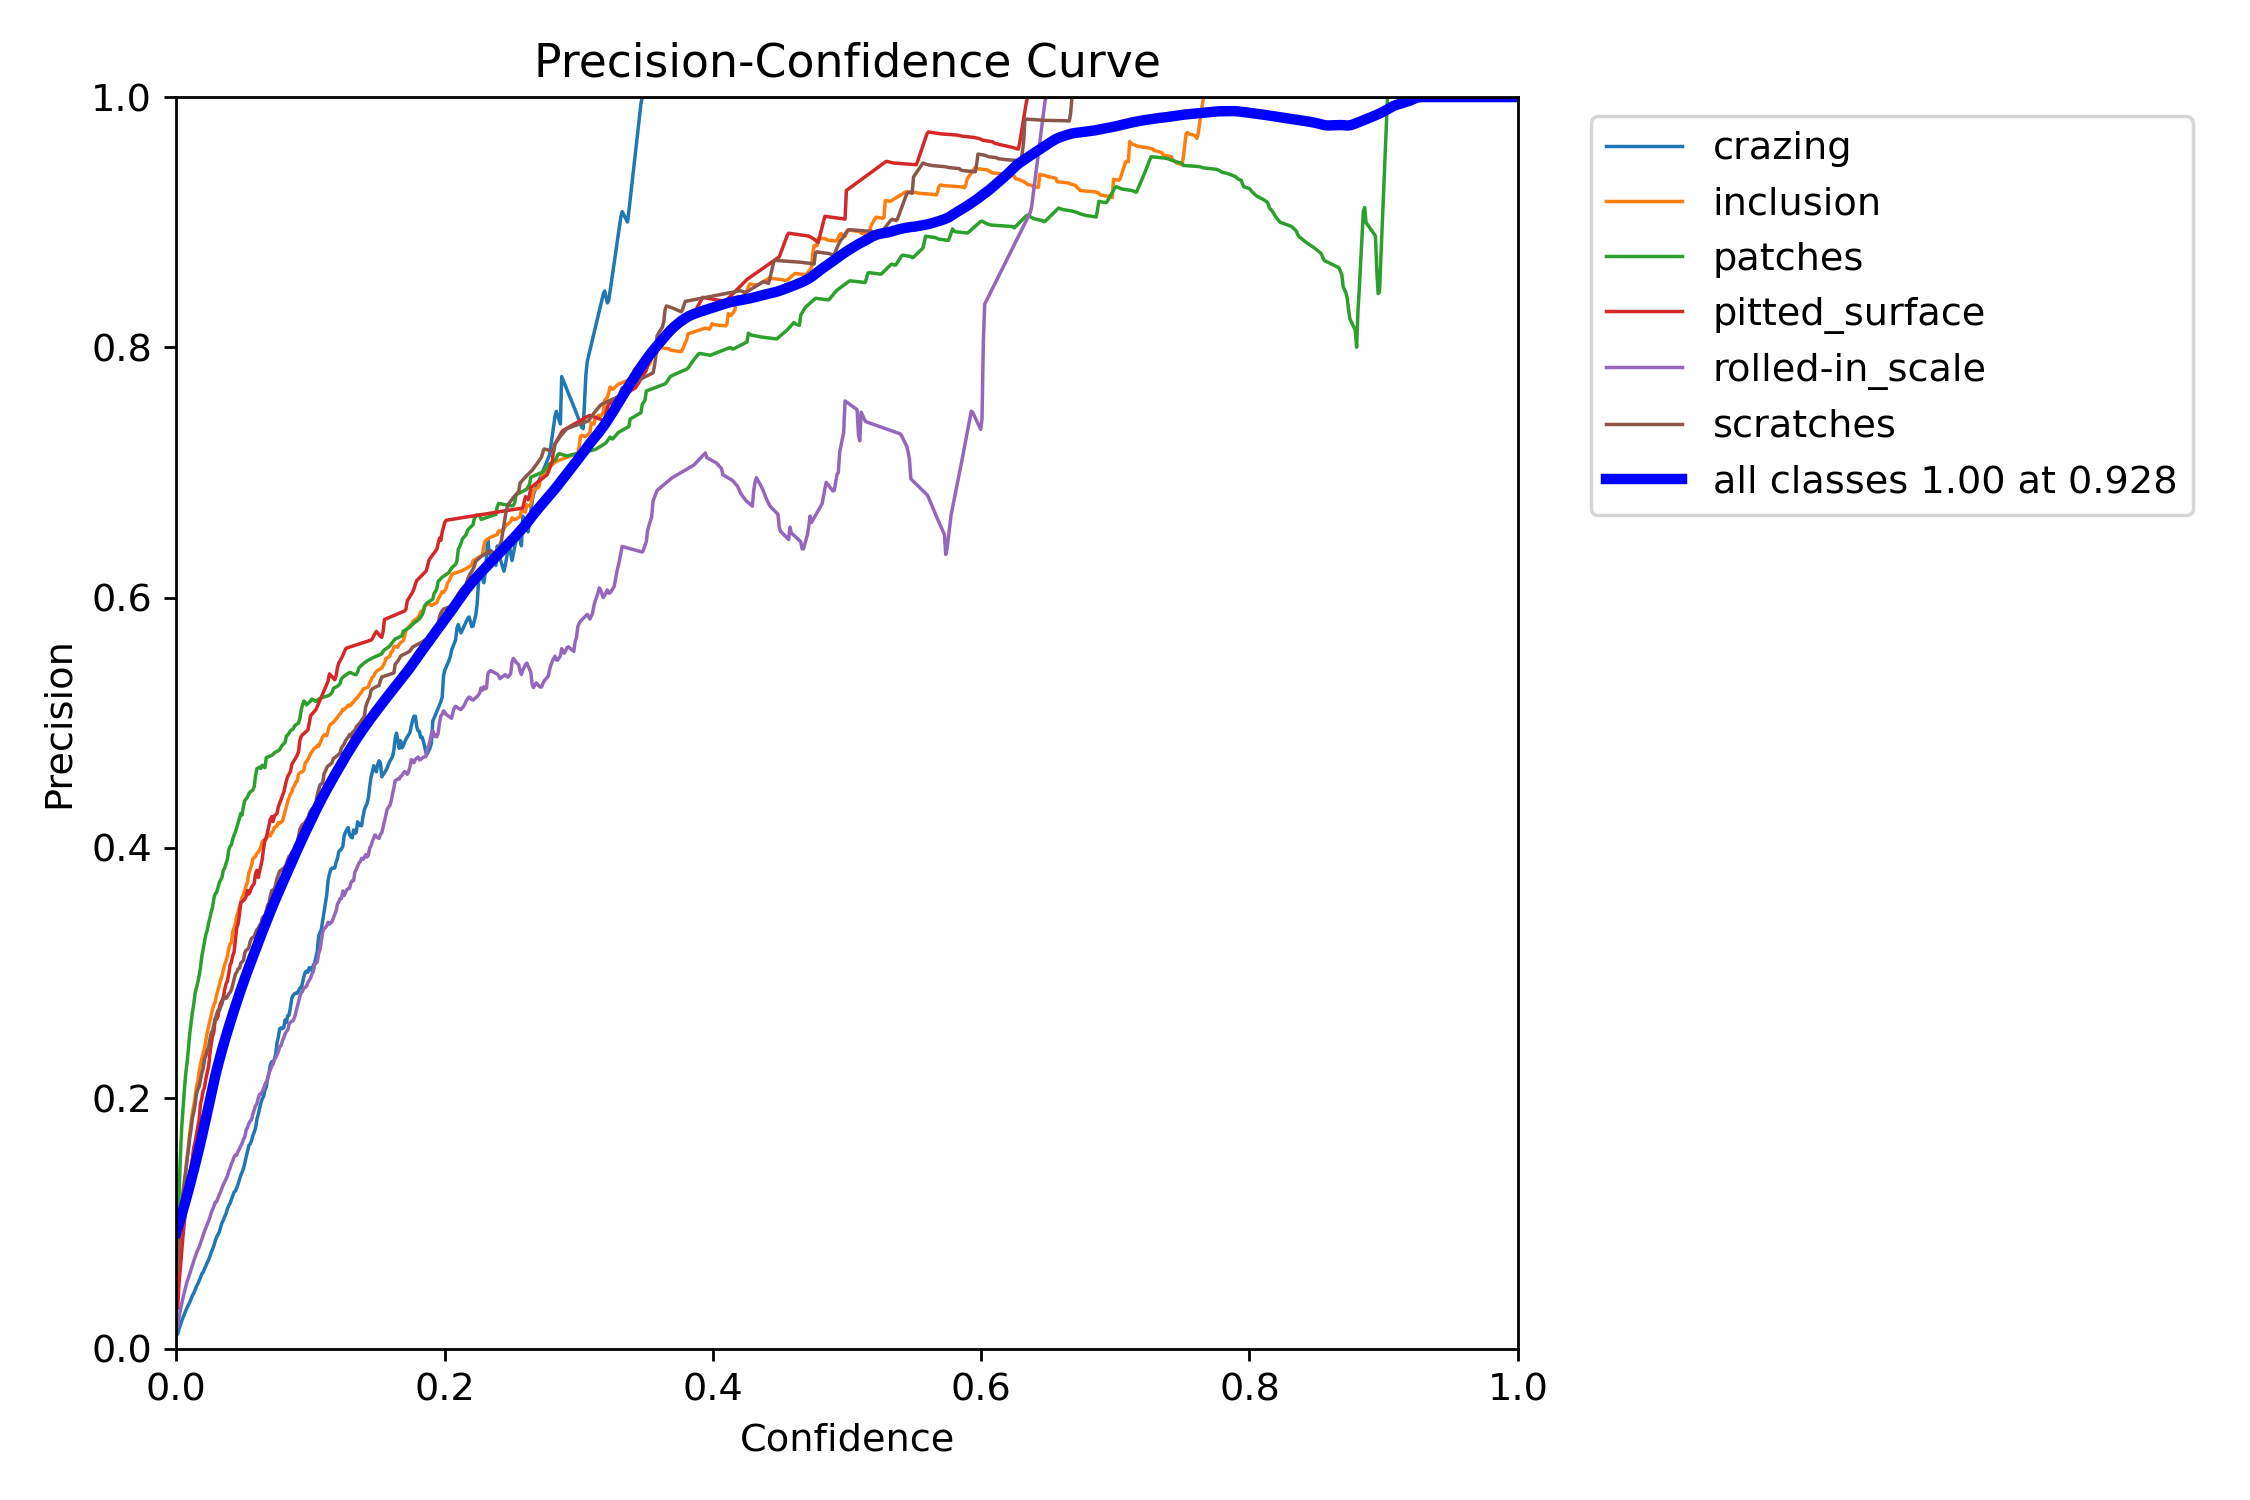 Precision-Confidence Curve
1.0
0.8
0.6
0.4
0.2
0.0
Precision
0.0 0.2 0.4 0.6 0.8 1.0
Confidence
crazing
inclusion
patches
pitted_surface
rolled-in_scale
scratches
all classes 1.00 at 0.928